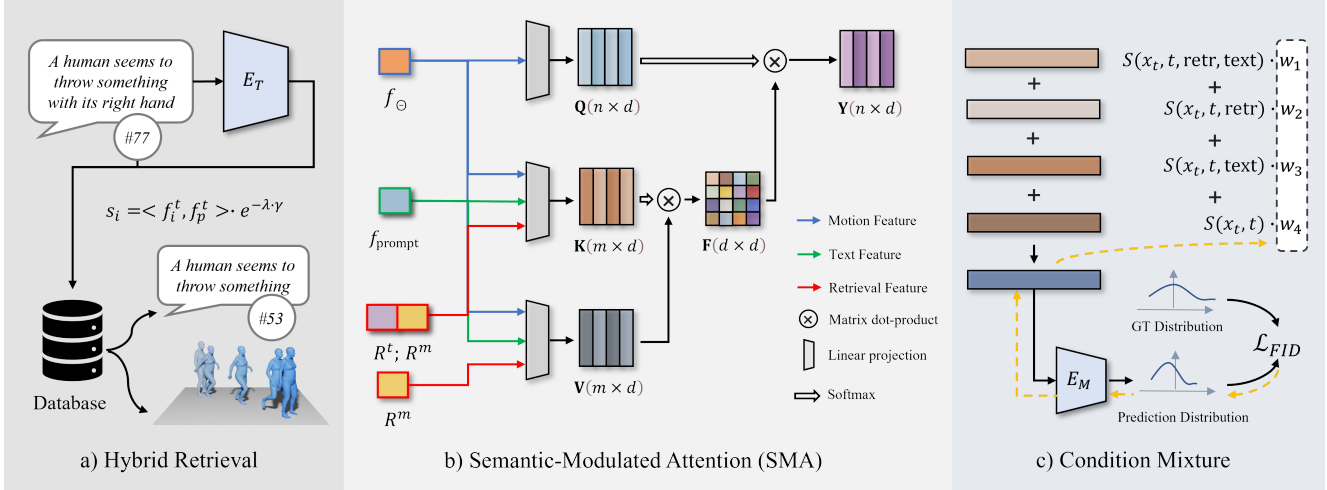 A human seems to
throw something
with its right hand
#77
E_T
s_i =< f_i^t, f_p^t >· e^{-λ·γ}
A human seems to
throw something
#53
Database
a) Hybrid Retrieval
f_Θ
f_prompt
R^t; R^m
R^m
Q(n × d)
K(m × d)
V(m × d)
F(d × d)
Y(n × d)
Motion Feature
Text Feature
Retrieval Feature
Matrix dot-product
Linear projection
Softmax
b) Semantic-Modulated Attention (SMA)
S(x_t, t, retr, text) · w_1
+ +
S(x_t, t, retr) · w_2
+ +
S(x_t, t, text) · w_3
+ +
S(x_t, t) · w_4
GT Distribution
L_FID
E_M
Prediction Distribution
c) Condition Mixture